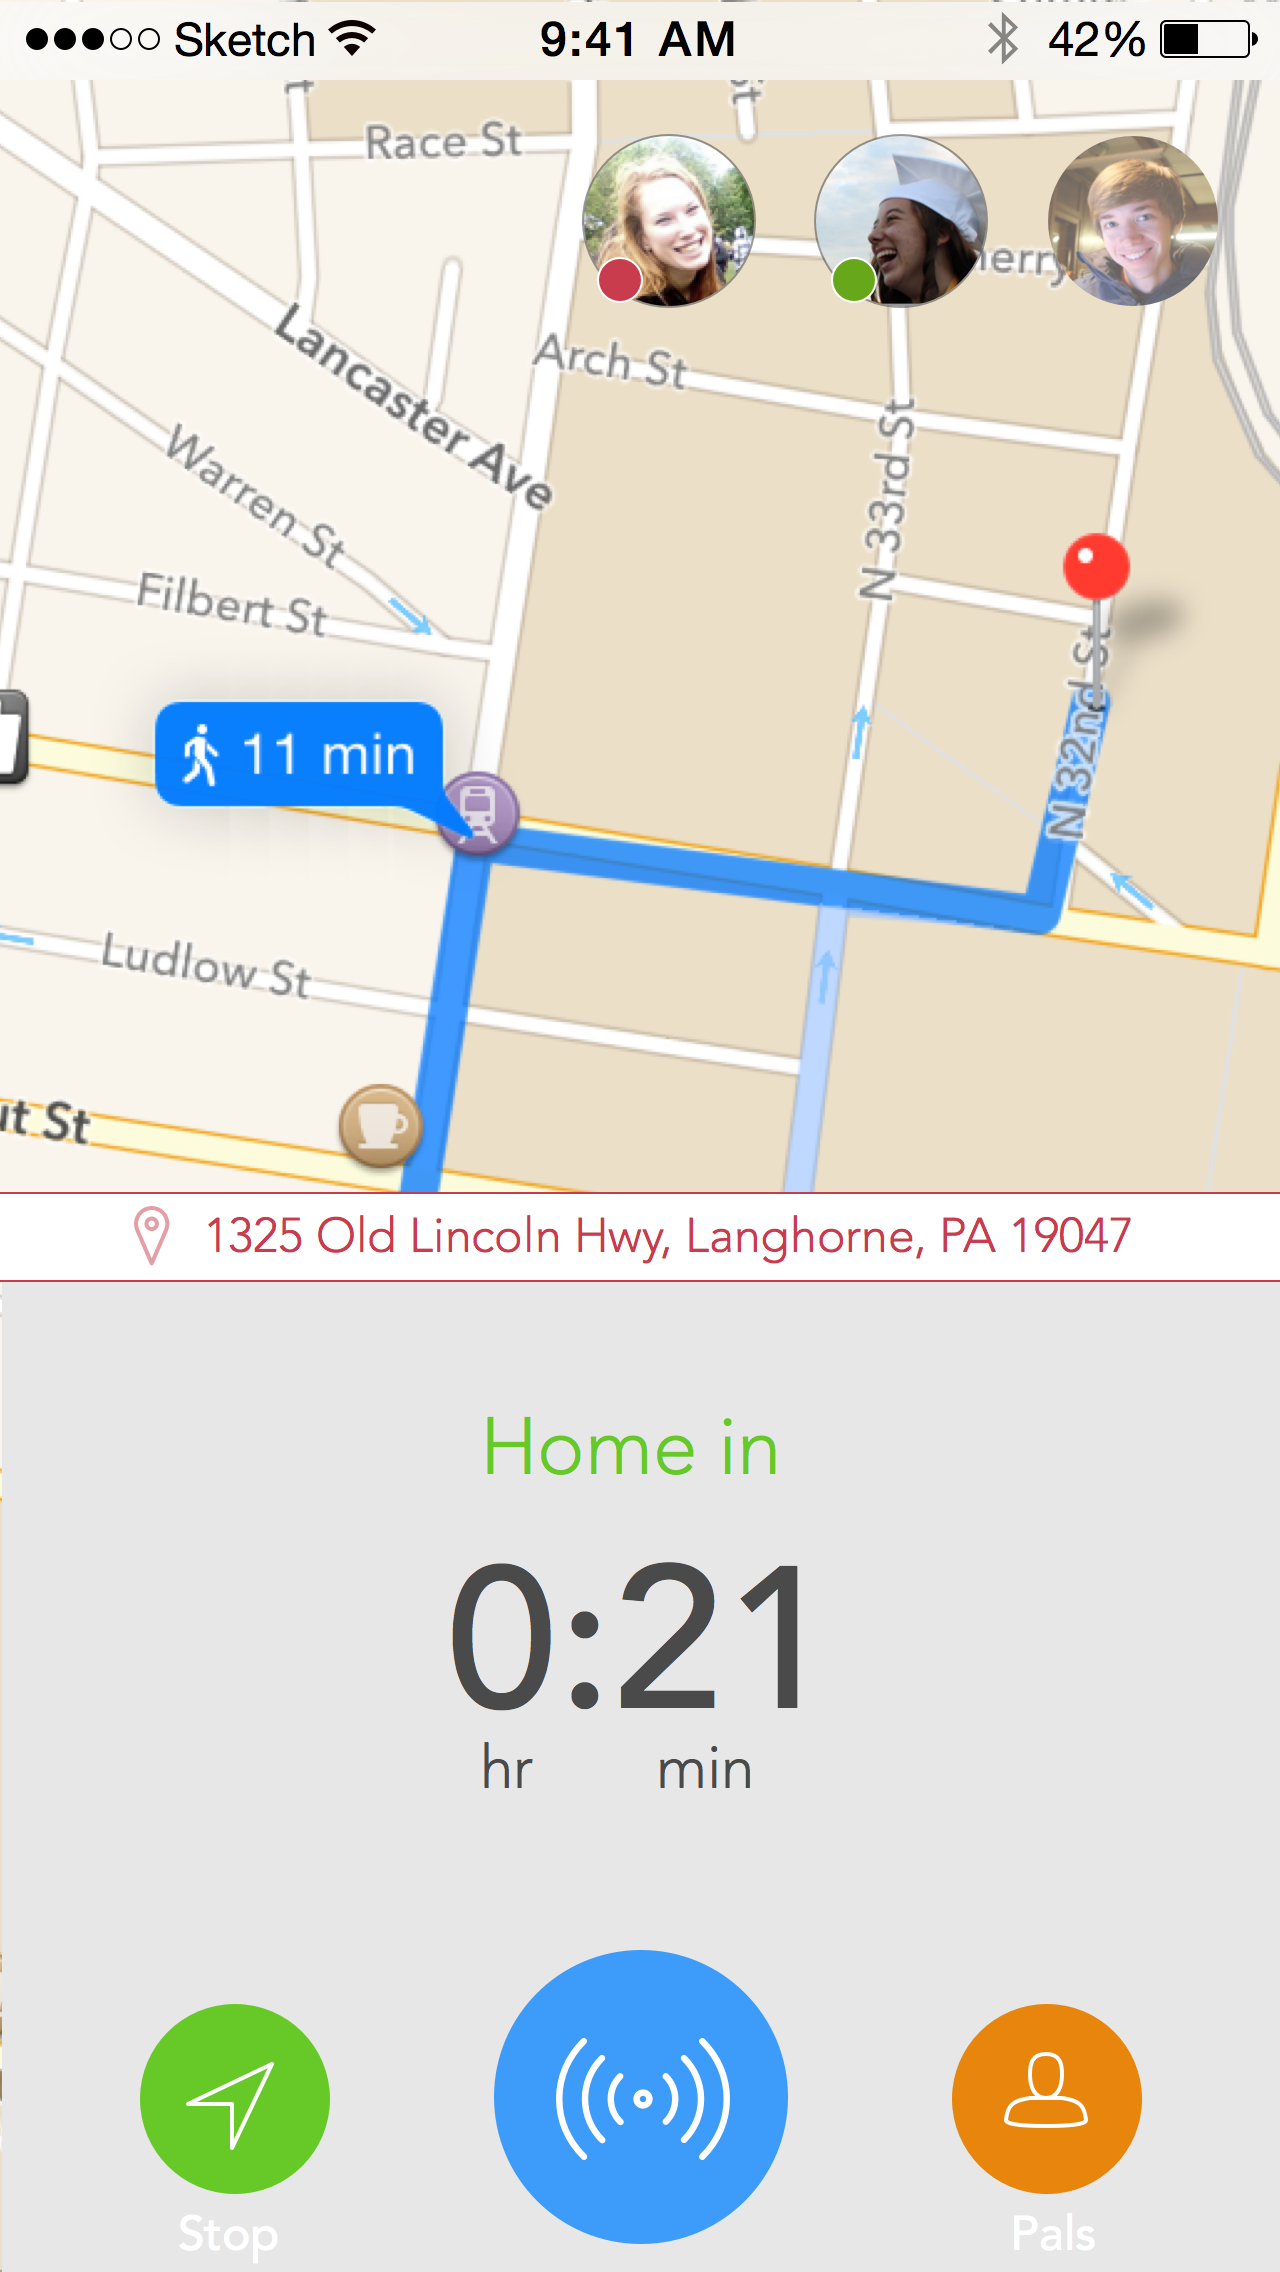 Sketch 9:41 AM 42%
Race St
St
Lancaster Ave
Arch St
N 33rd St
Warren St
Filbert St
N 32nd St
11 min
Ludlow St
St
1325 Old Lincoln Hwy, Langhorne, PA 19047
Home in
0:21
hr min
Stop Pals